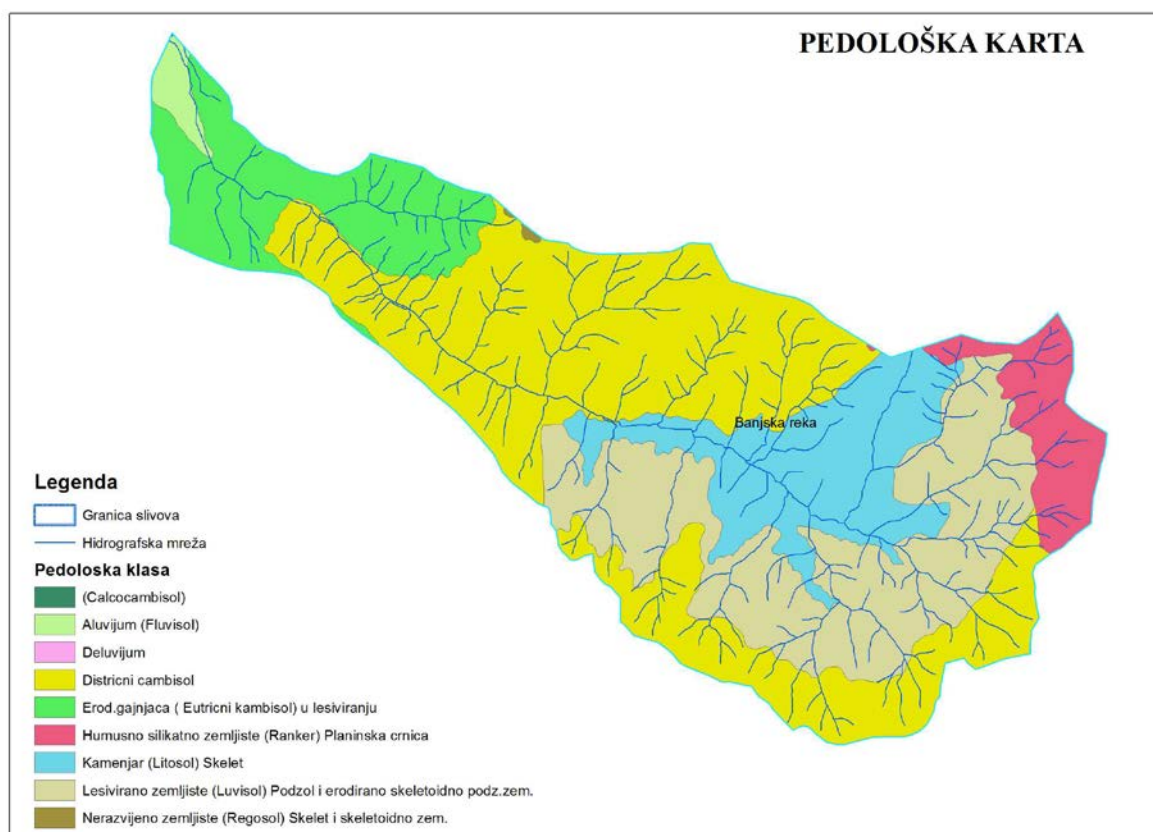 PEDOLOŠKA KARTA
Banjska reka
Legenda
Granica slivova
Hidrografska mreža
Pedoloska klasa
(Calcocambisol)
Aluvijum (Fluvisol)
Deluvijum
Districni cambisol
Erod.gajnjaca ( Eutricni kambisol) u lesiviranju
Humusno silikatno zemljiste (Ranker) Planinska crnica
Kamenjar (Litosol) Skelet
Lesivirano zemljiste (Luvisol) Podzol i erodirano skeletoidno podz.zem.
Nerazvijeno zemljiste (Regosol) Skelet i skeletoidno zem.